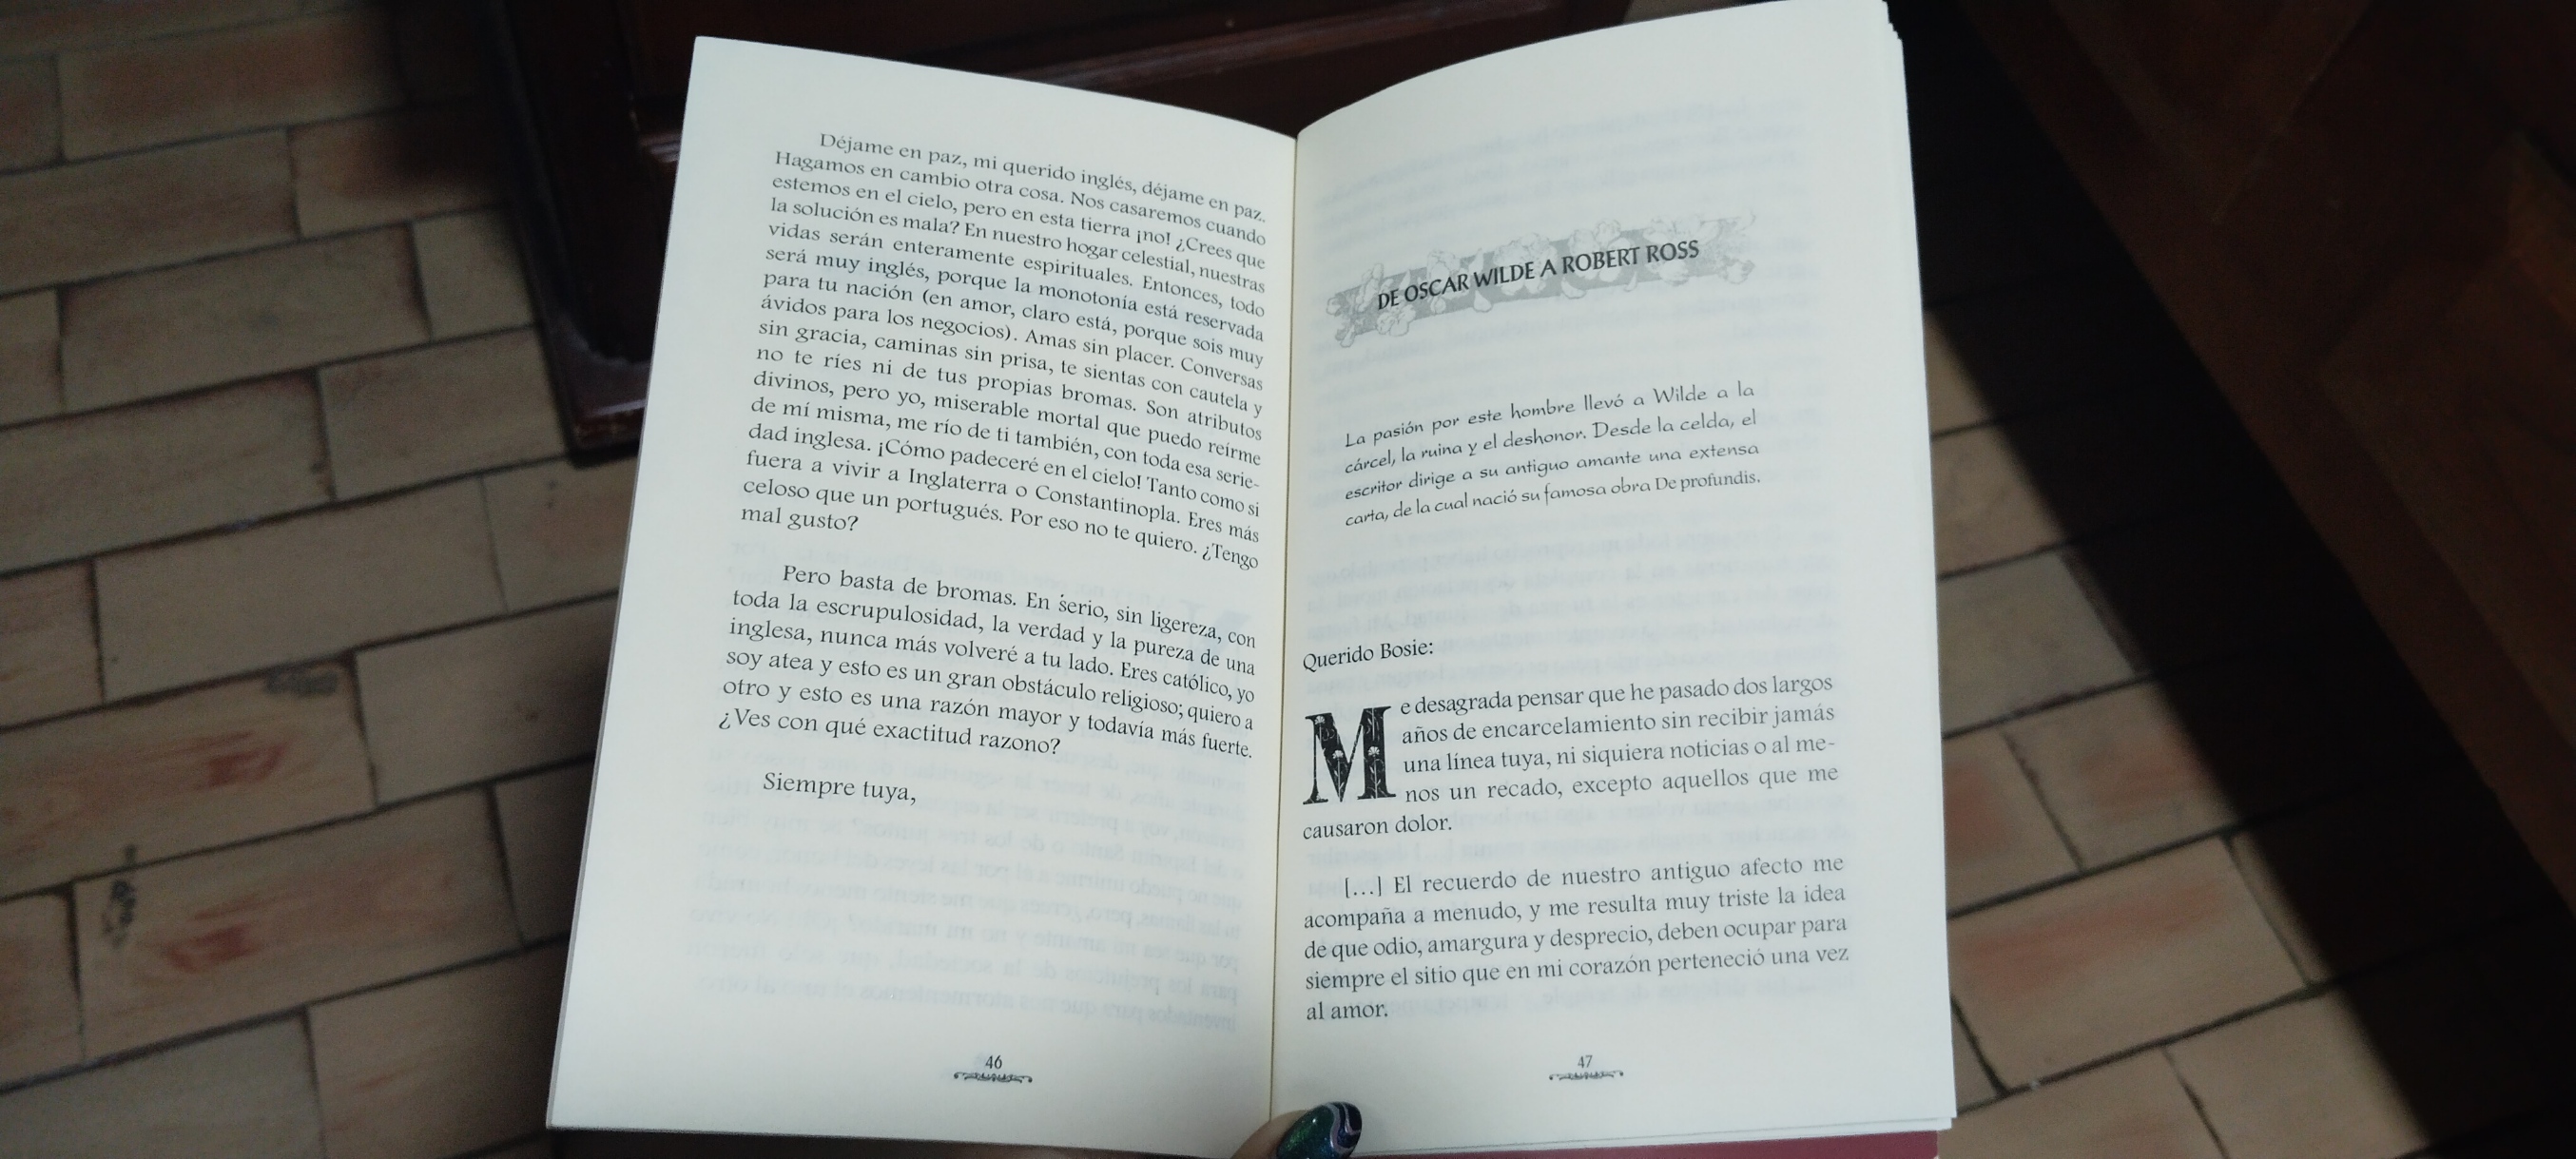 Déjame en paz, mi querido inglés, déjame en paz.
Hagamos en cambio otra cosa. Nos casaremos cuando
estemos en el cielo, pero en esta tierra ¡no! ¿Crees que
la solución es mala? En nuestro hogar celestial, nuestras
vidas serán enteramente espirituales. Entonces, todo
será muy inglés, porque la monotonía está reservada
para tu nación (en amor, claro está, porque sois muy
ávidos para los negocios). Amas sin placer. Conversas
sin gracia, caminas sin prisa, te sientas con cautela y
no te ríes ni de tus propias bromas. Son atributos
divinos, pero yo, miserable mortal que puedo reírme
de mí misma, me río de ti también, con toda esa serie-
dad inglesa. ¡Cómo padeceré en el cielo! Tanto como si
fuera a vivir a Inglaterra o Constantinopla. Eres más
celoso que un portugués. Por eso no te quiero. ¿Tengo
mal gusto?
Pero basta de bromas. En serio, sin ligereza, con
toda la escrupulosidad, la verdad y la pureza de una
inglesa, nunca más volveré a tu lado. Eres católico, yo
soy atea y esto es un gran obstáculo religioso; quiero a
otro y esto es una razón mayor y todavía más fuerte.
¿Ves con qué exactitud razono?
Siempre tuya,
46
DE OSCAR WILDE A ROBERT ROSS
La pasión por este hombre llevó a Wilde a la
cárcel, la ruina y el deshonor. Desde la celda, el
escritor dirige a su antiguo amante una extensa
carta, de la cual nació su famosa obra De profundis.
Querido Bosie:
Me desagrada pensar que he pasado dos largos
años de encarcelamiento sin recibir jamás
una línea tuya, ni siquiera noticias o al me-
nos un recado, excepto aquellos que me
causaron dolor.
[...] El recuerdo de nuestro antiguo afecto me
acompaña a menudo, y me resulta muy triste la idea
de que odio, amargura y desprecio, deben ocupar para
siempre el sitio que en mi corazón perteneció una vez
al amor.
47